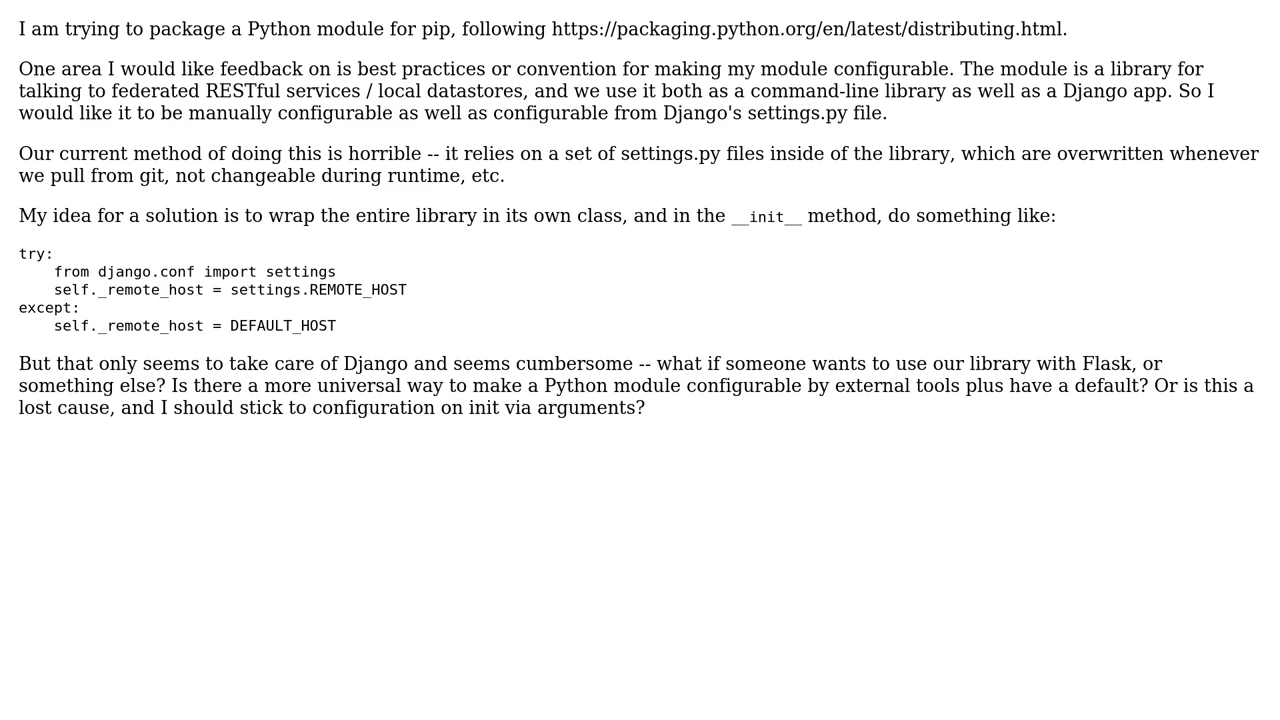 I am trying to package a Python module for pip, following https://packaging.python.org/en/latest/distributing.html.
One area I would like feedback on is best practices or convention for making my module configurable. The module is a library for
talking to federated RESTful services / local datastores, and we use it both as a command-line library as well as a Django app. So I
would like it to be manually configurable as well as configurable from Django's settings.py file.
Our current method of doing this is horrible -- it relies on a set of settings.py files inside of the library, which are overwritten whenever
we pull from git, not changeable during runtime, etc.
My idea for a solution is to wrap the entire library in its own class, and in the __init__ method, do something like:
try:
    from django.conf import settings
    self._remote_host = settings.REMOTE_HOST
except:
    self._remote_host = DEFAULT_HOST
But that only seems to take care of Django and seems cumbersome -- what if someone wants to use our library with Flask, or
something else? Is there a more universal way to make a Python module configurable by external tools plus have a default? Or is this a
lost cause, and I should stick to configuration on init via arguments?